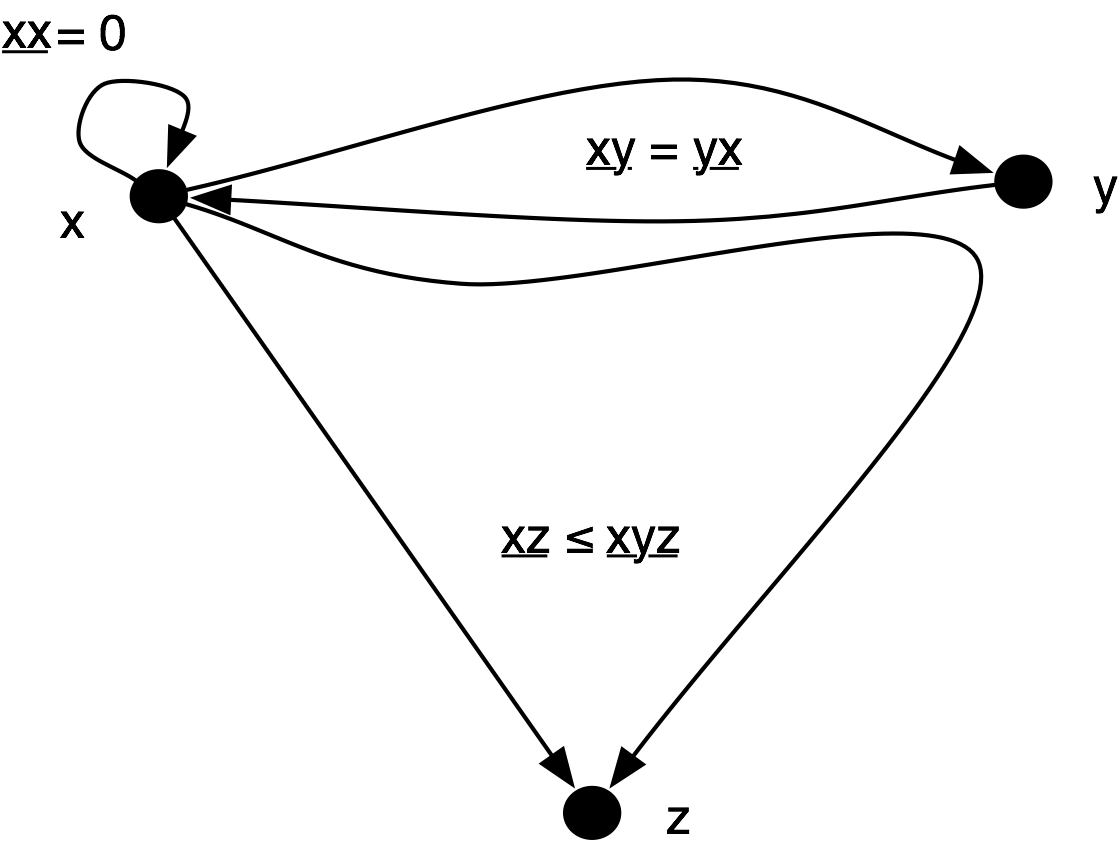 xx = 0
xy = yx
y
x
xz ≤ xyz
z